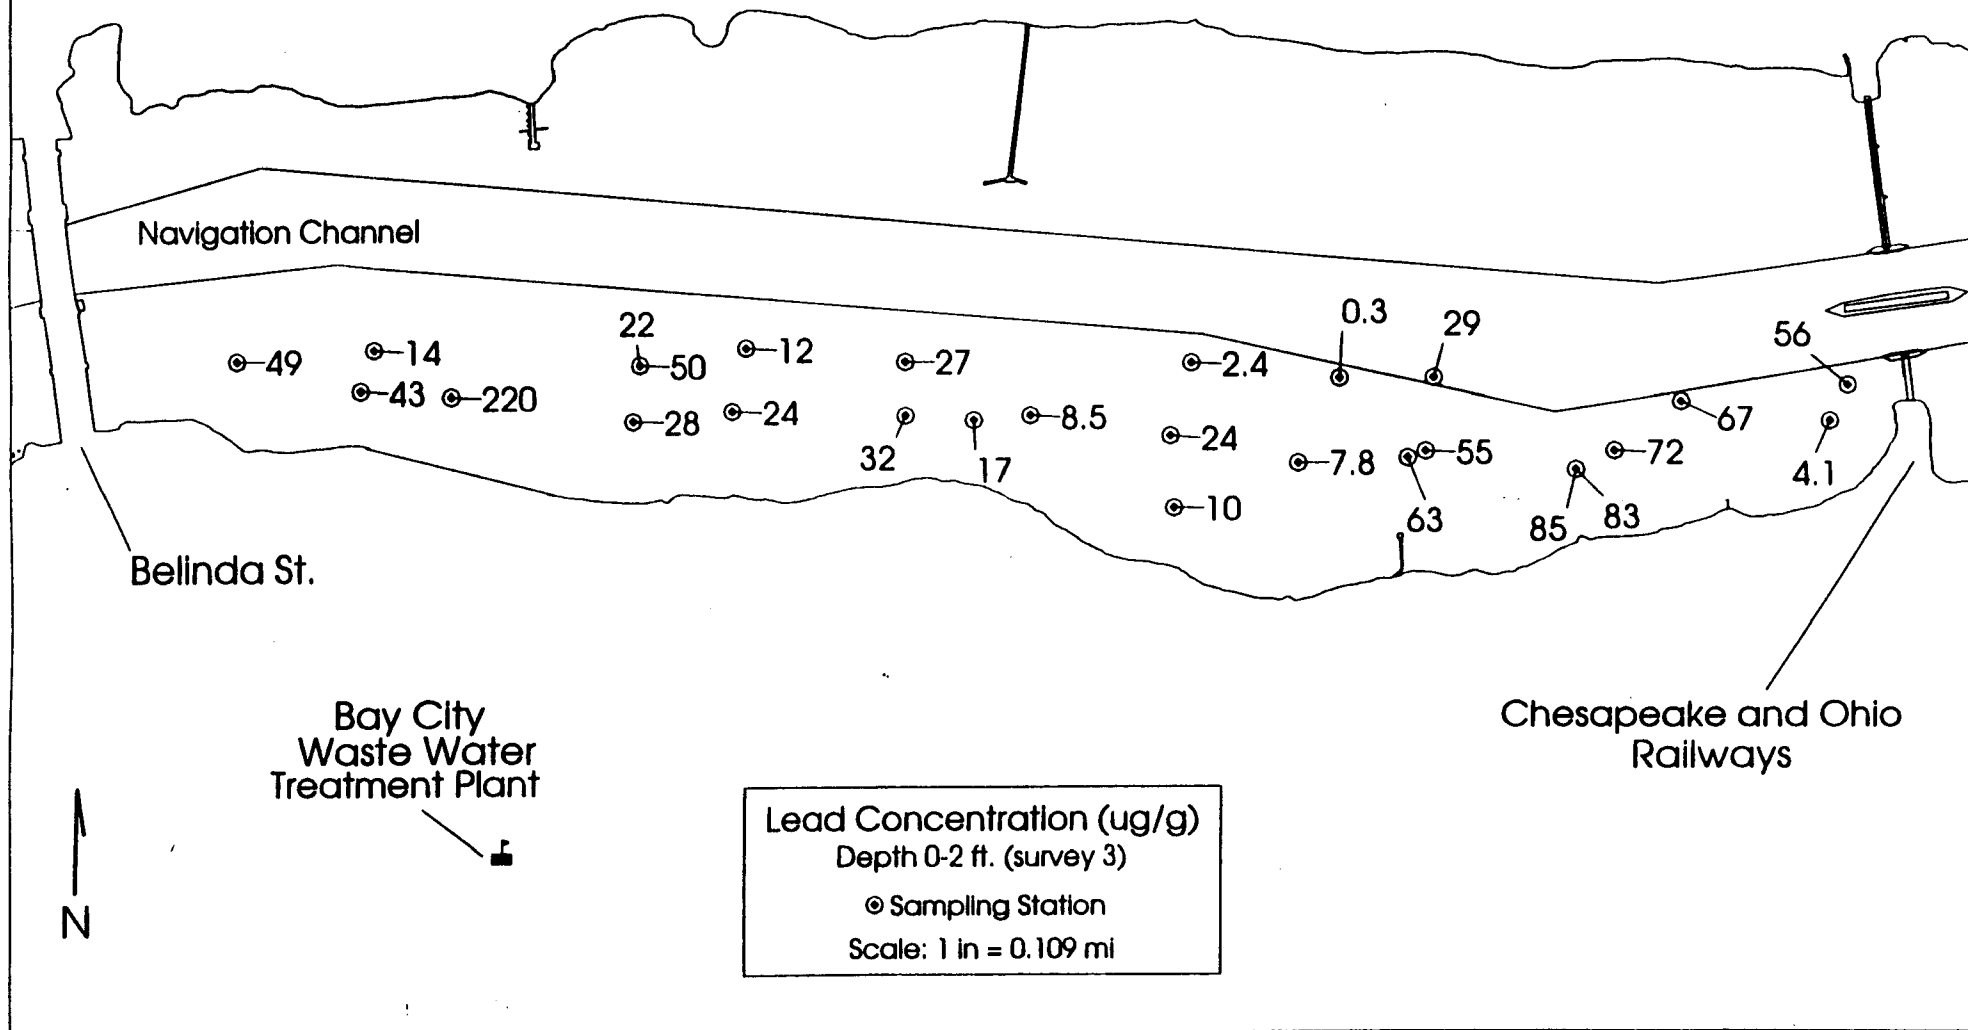 Navigation Channel
0.3
29
22
56
49
14
50
12
27
2.4
43
220
28
24
8.5
67
32
17
24
7.8
55
72
4.1
10
63
85
83
Belinda St.
Bay City
Waste Water
Treatment Plant
Chesapeake and Ohio
Railways
N
Lead Concentration (ug/g)
Depth 0-2 ft. (survey 3)
Sampling Station
Scale: 1 in = 0.109 mi